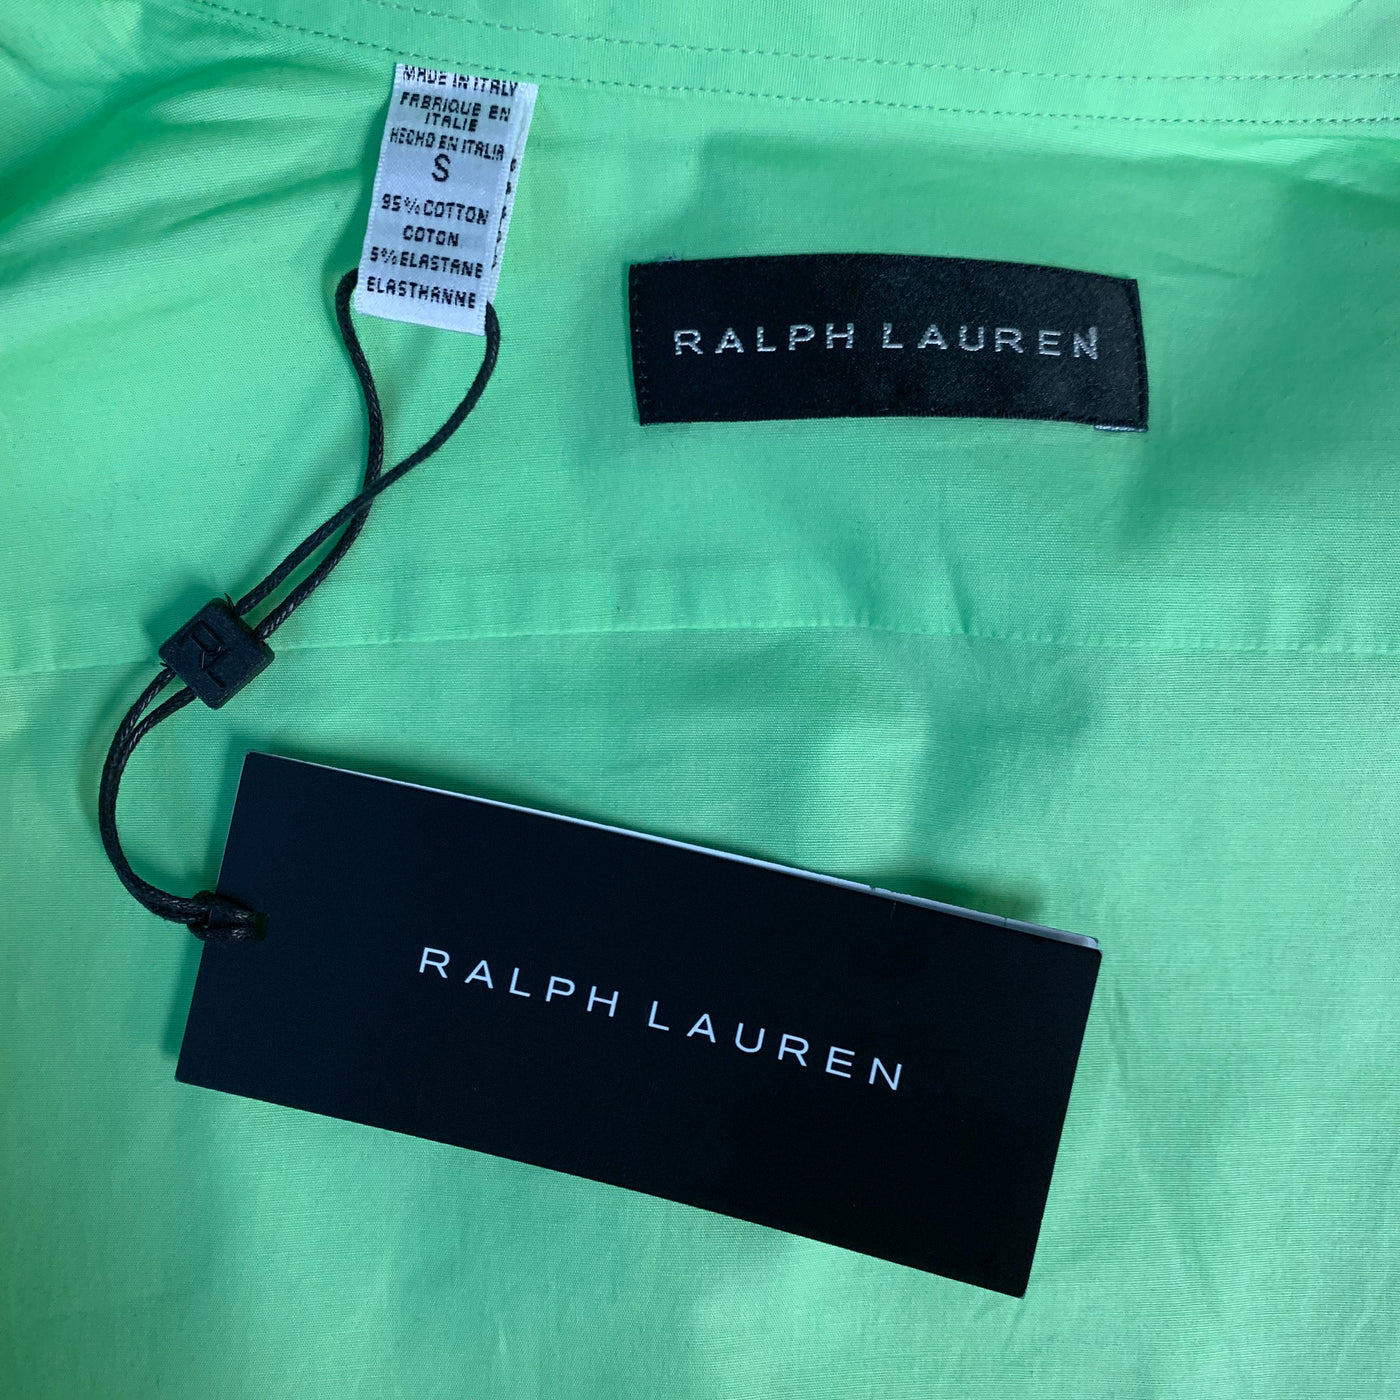 MADE IN ITALY
FABRIQUE EN
ITALIE
HECHO EN ITALIA
S
95% COTTON
COTON
5% ELASTANE
ELASTHANNE
RALPH LAUREN
RL
RALPH LAUREN